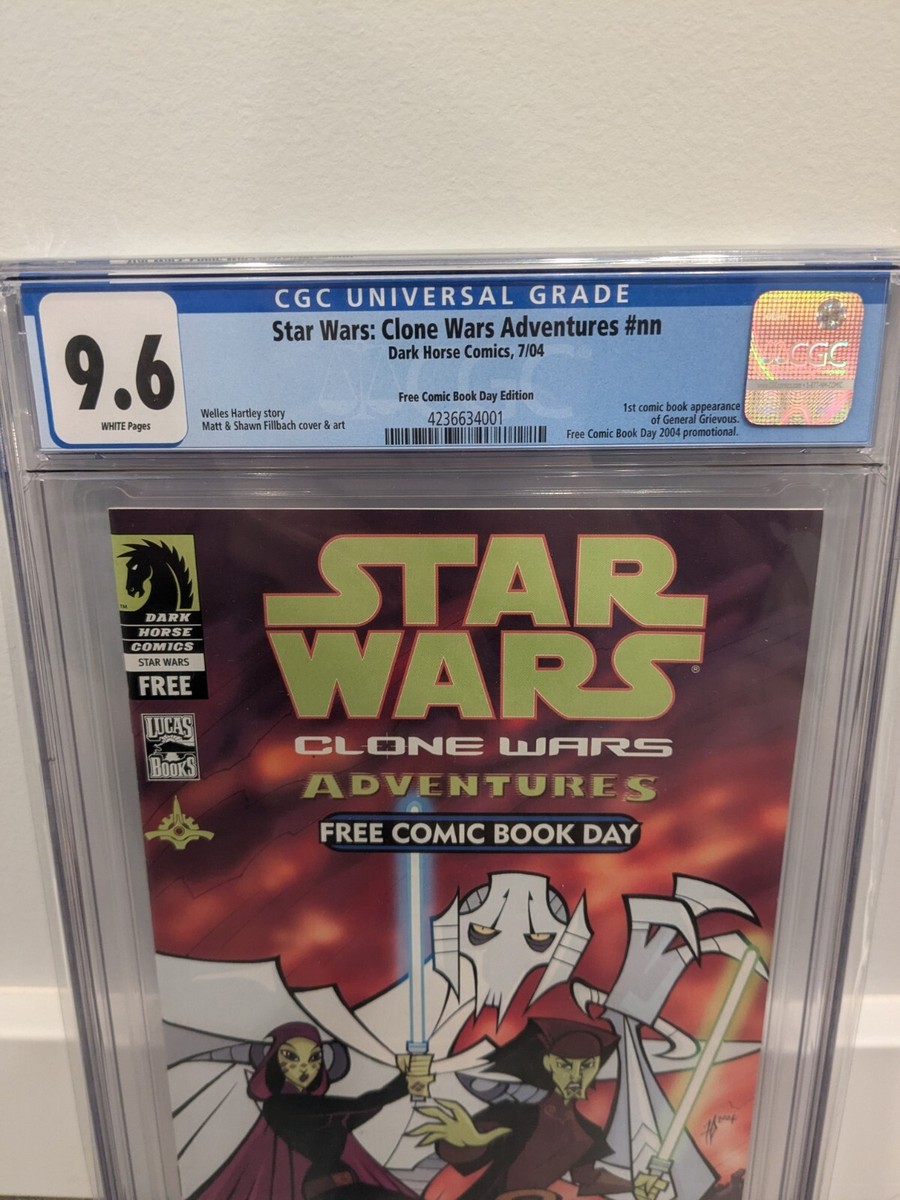 CGC UNIVERSAL GRADE
9.6
WHITE Pages
Star Wars: Clone Wars Adventures #nn
Dark Horse Comics, 7/04
Free Comic Book Day Edition
Welles Hartley story
Matt & Shawn Fillbach cover & art
4236634001
1st comic book appearance
of General Grievous.
Free Comic Book Day 2004 promotional.
CGC
DARK
HORSE
COMICS
STAR WARS
FREE
LUCAS
BOOKS
STAR
WARS®
CLONE WARS
ADVENTURES
FREE COMIC BOOK DAY